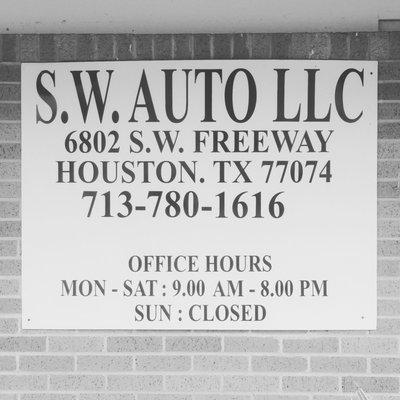 S.W. AUTO LLC
6802 S.W. FREEWAY
HOUSTON. TX 77074
713-780-1616
OFFICE HOURS
MON - SAT : 9.00 AM - 8.00 PM
SUN : CLOSED